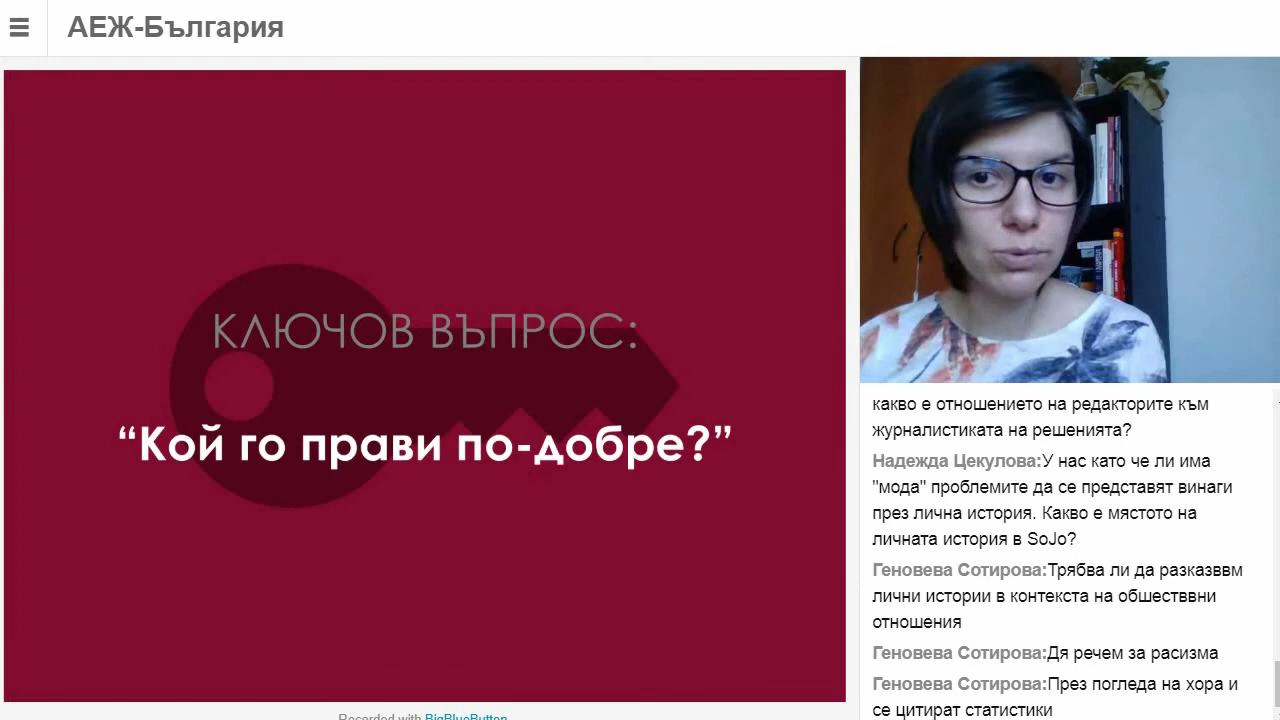 АЕЖ-България
КЛЮЧОВ ВЪПРОС:
“Кой го прави по-добре?”
Recorded with BigBlueButton
какво е отношението на редакторите към
журналистиката на решенията?
Надежда Цекулова:У нас като че ли има
"мода" проблемите да се представят винаги
през лична история. Какво е мястото на
личната история в SoJo?
Геновева Сотирова:Трябва ли да разказввм
лични истории в контекста на общестнвни
отношения
Геновева Сотирова:Дя речем за расизма
Геновева Сотирова:През погледа на хора и
се цитират статистики